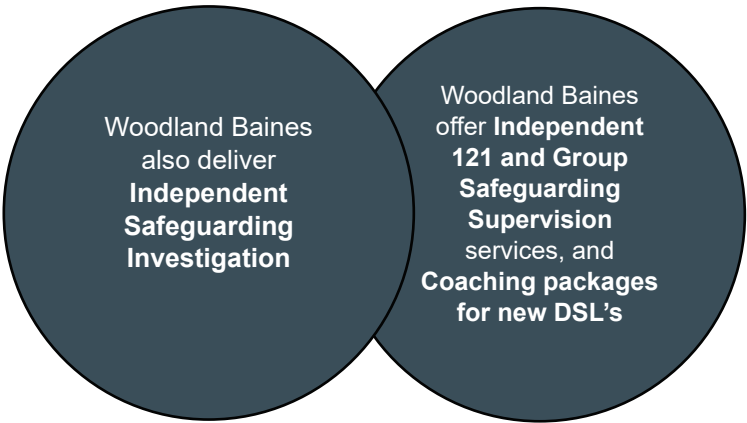 Woodland Baines
also deliver
Independent
Safeguarding
Investigation
Woodland Baines
offer Independent
121 and Group
Safeguarding
Supervision
services, and
Coaching packages
for new DSL's